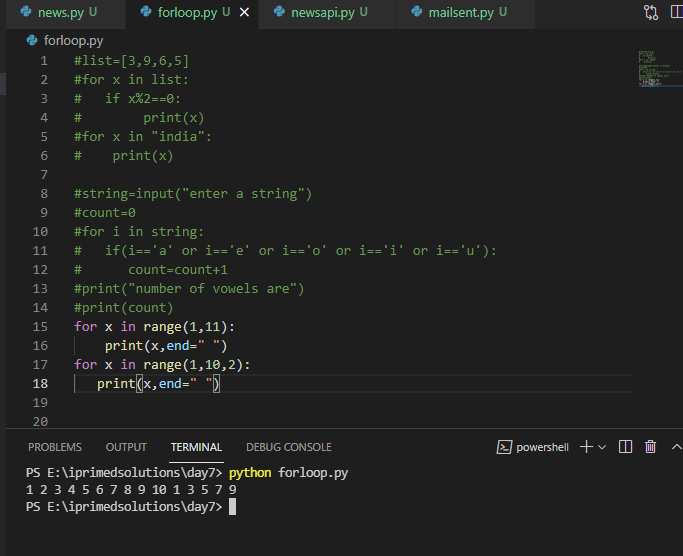 news.py U forloop.py U newsapi.py U mailsent.py U
forloop.py
1 #list=[3,9,6,5]
2 #for x in list:
3 #   if x%2==0:
4 #        print(x)
5 #for x in "india":
6 #    print(x)
7
8 #string=input("enter a string")
9 #count=0
10 #for i in string:
11 #   if(i=='a' or i=='e' or i=='o' or i=='i' or i=='u'):
12 #      count=count+1
13 #print("number of vowels are")
14 #print(count)
15 for x in range(1,11):
16     print(x,end=" ")
17 for x in range(1,10,2):
18    print(x,end=" ")
19
20
PROBLEMS OUTPUT TERMINAL DEBUG CONSOLE powershell
PS E:\iprimedsolutions\day7> python forloop.py
1 2 3 4 5 6 7 8 9 10 1 3 5 7 9
PS E:\iprimedsolutions\day7>